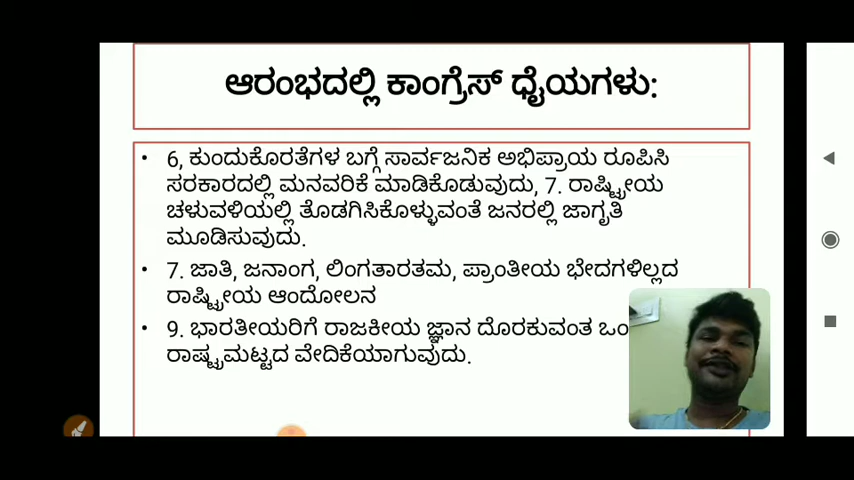 ಆರಂಭದಲ್ಲಿ ಕಾಂಗ್ರೆಸ್ ಧೈಯಗಳು:
• 6, ಕುಂದುಕೊರತೆಗಳ ಬಗ್ಗೆ ಸಾರ್ವಜನಿಕ ಅಭಿಪ್ರಾಯ ರೂಪಿಸಿ
ಸರಕಾರದಲ್ಲಿ ಮನವರಿಕೆ ಮಾಡಿಕೊಡುವುದು, 7. ರಾಷ್ಟ್ರೀಯ
ಚಳುವಳಿಯಲ್ಲಿ ತೊಡಗಿಸಿಕೊಳ್ಳುವಂತೆ ಜನರಲ್ಲಿ ಜಾಗೃತಿ
ಮೂಡಿಸುವುದು.
• 7. ಜಾತಿ, ಜನಾಂಗ, ಲಿಂಗತಾರತಮ, ಪ್ರಾಂತೀಯ ಭೇದಗಳಿಲ್ಲದ
ರಾಷ್ಟ್ರೀಯ ಆಂದೋಲನ
• 9. ಭಾರತೀಯರಿಗೆ ರಾಜಕೀಯ ಜ್ಞಾನ ದೊರಕುವಂತ
ರಾಷ್ಟ್ರಮಟ್ಟದ ವೇದಿಕೆಯಾಗುವುದು.